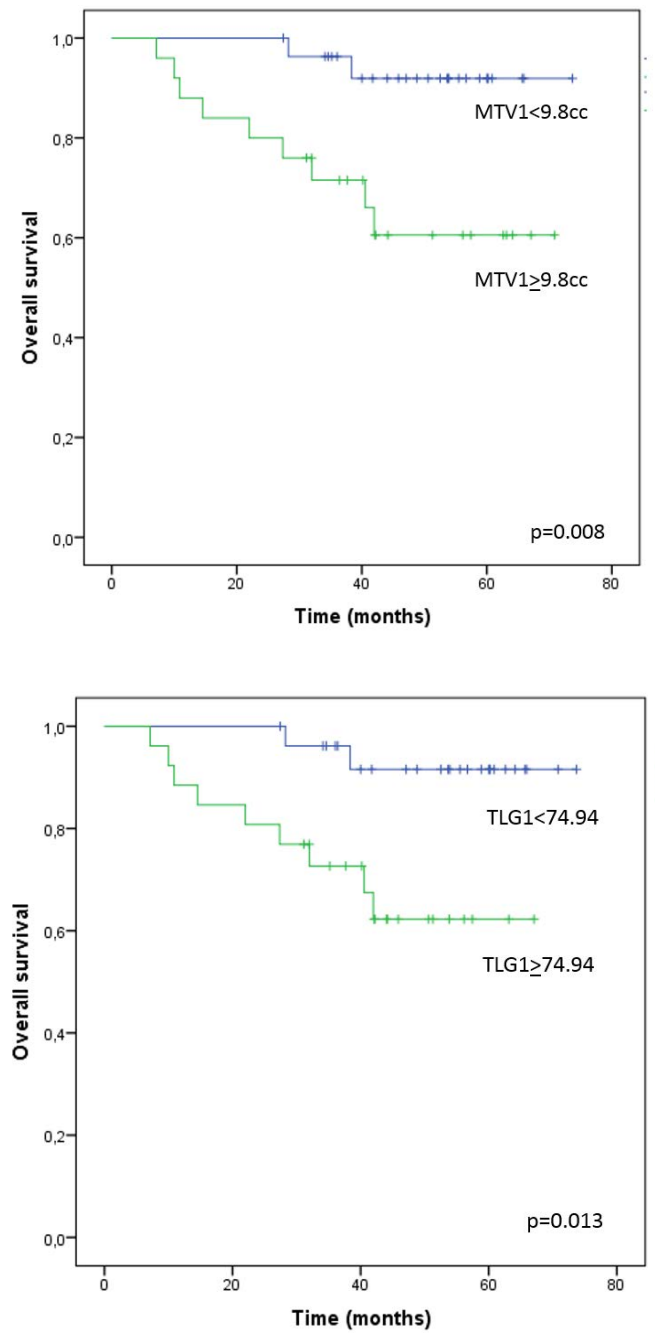 1,0
MTV1<9.8cc
0,8
0,6
MTV1≥9.8cc
Overall survival
0,4
0,2
p=0.008
0,0
0 20 40 60 80
Time (months)
1,0
TLG1<74.94
0,8
0,6
TLG1≥74.94
Overall survival
0,4
0,2
p=0.013
0,0
0 20 40 60 80
Time (months)